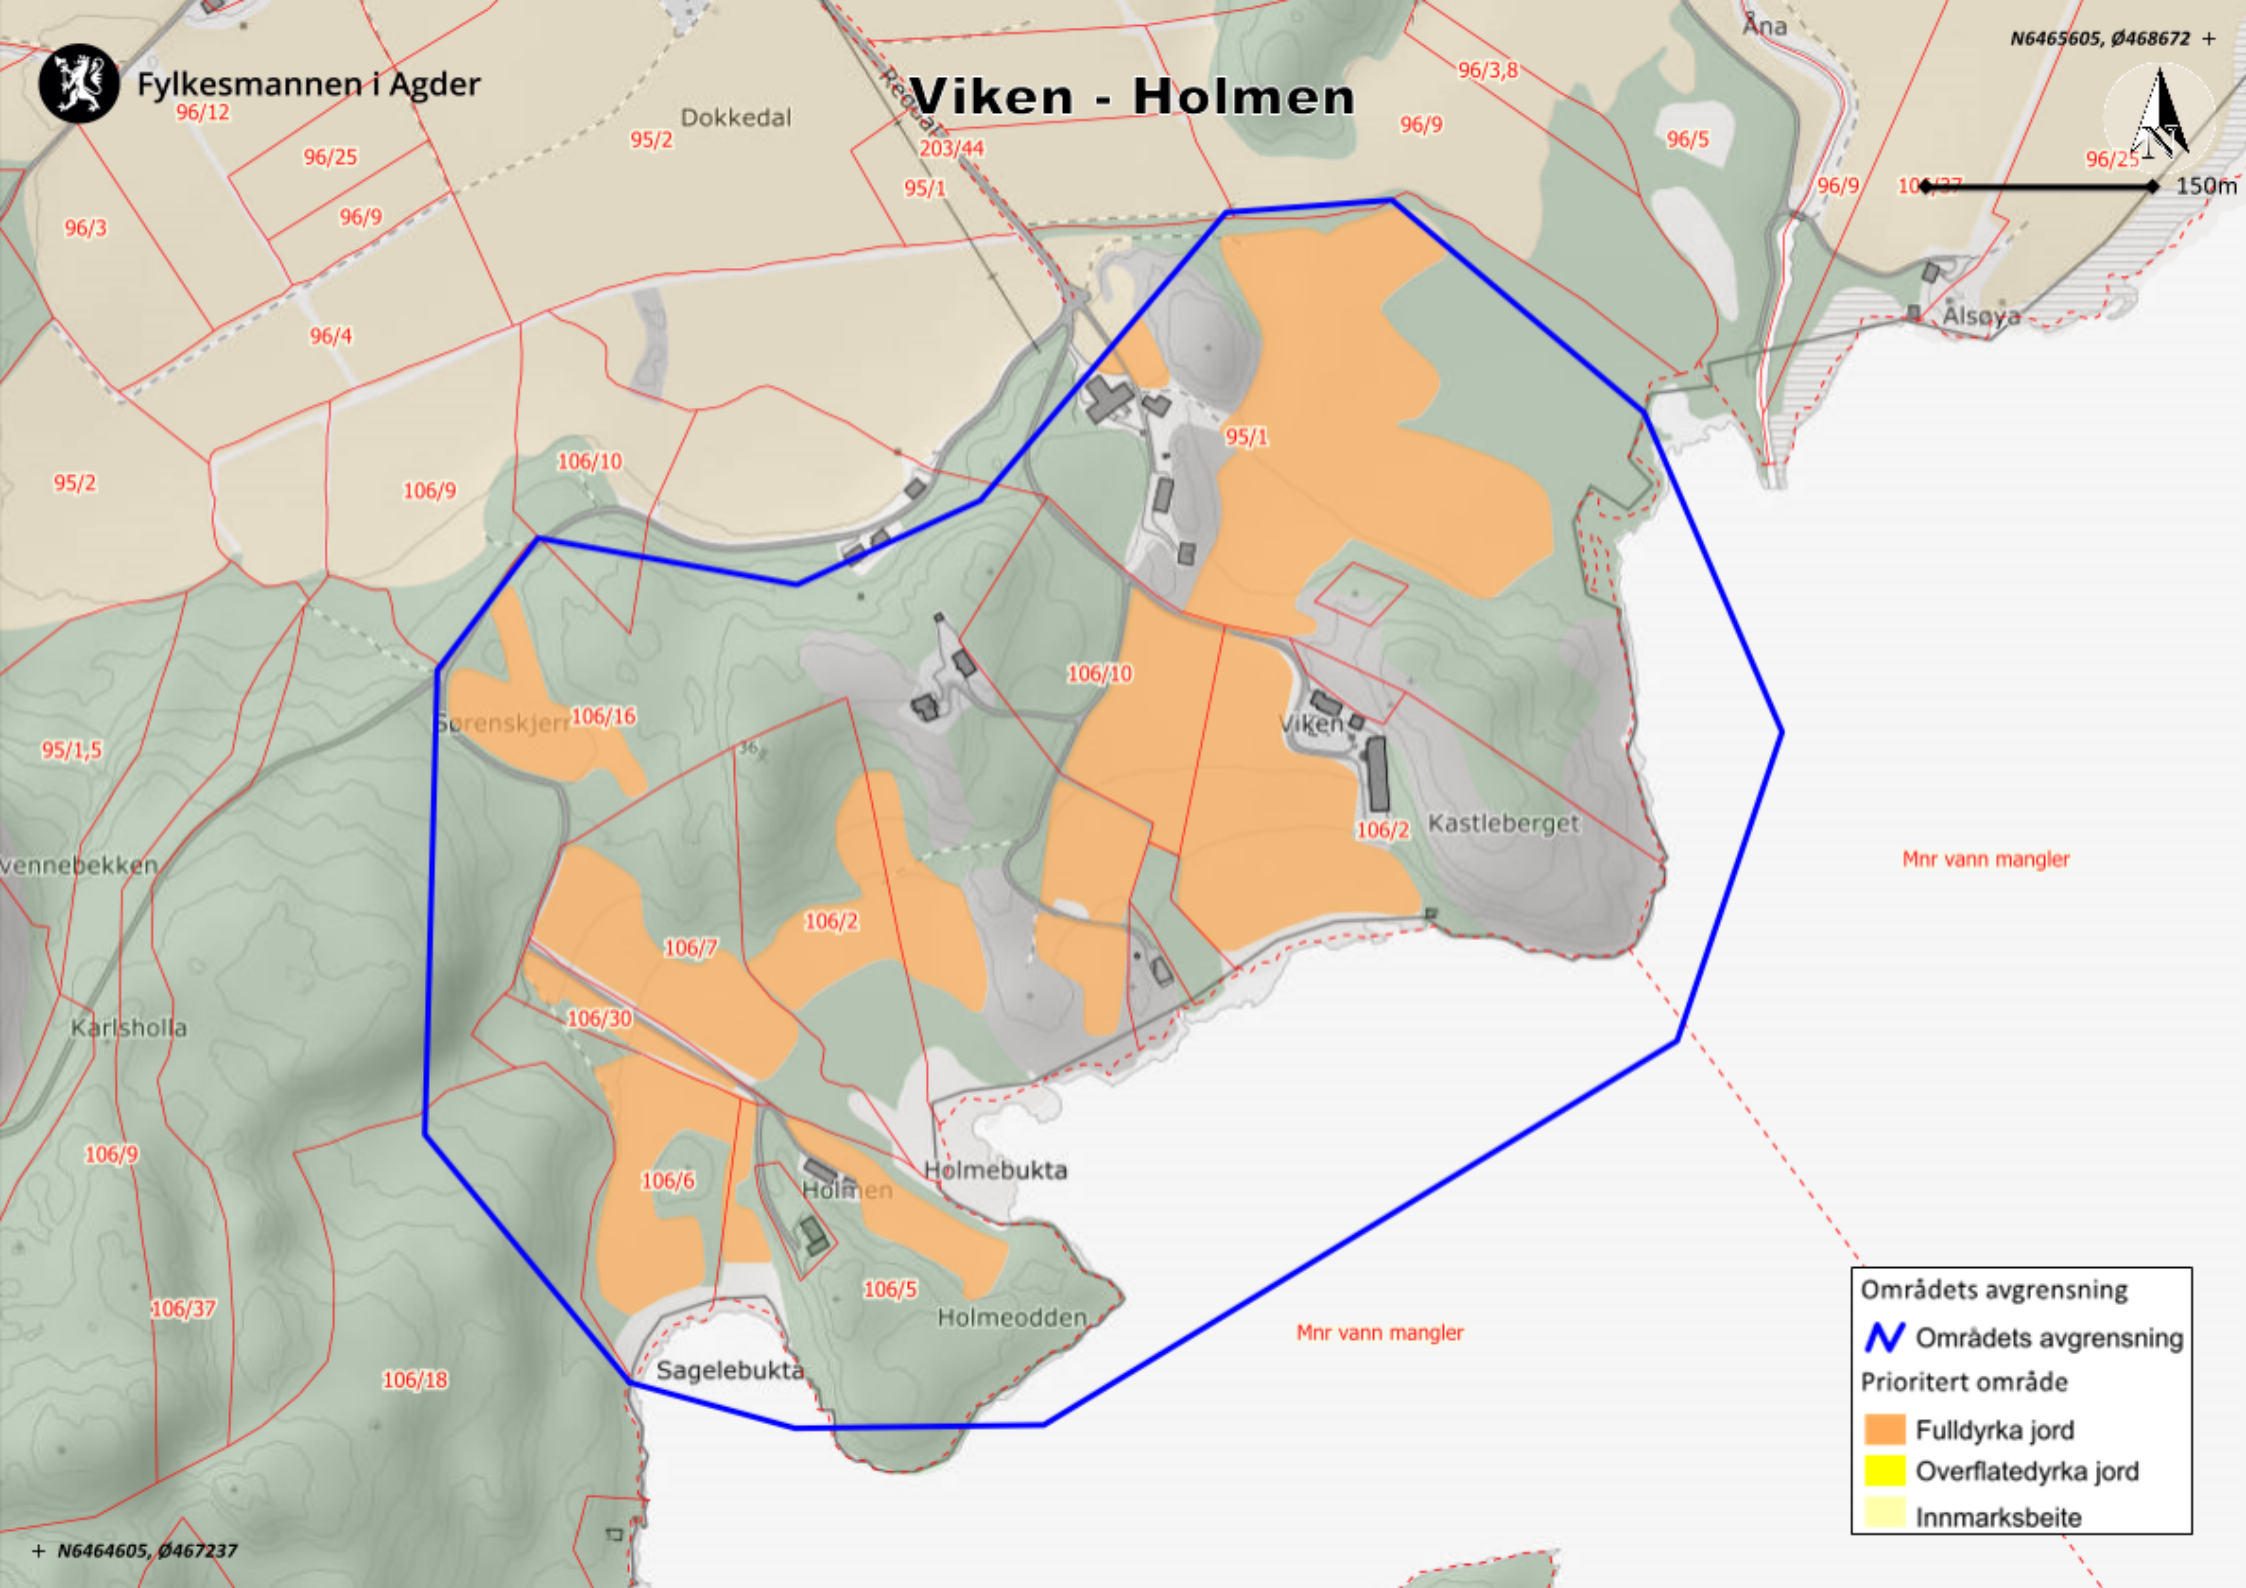 Åna
N6465605, Ø468672 +
Fylkesmannen i Agder
Viken - Holmen
96/3,8
96/12
Dokkedal
95/2
96/9
96/5
203/44
96/25
96/25
95/1
96/9
106/37
150m
N
96/9
96/3
Alsøya
96/4
95/1
106/10
95/2
106/9
106/10
Sørenskjerr
106/16
Viken
95/1,5
36
106/2
Kastleberget
Mnr vann mangler
vennebekken
106/2
106/7
106/30
Karlsholla
106/9
Holmebukta
106/6
Holmen
106/5
106/37
Holmeodden
Mnr vann mangler
Sagelebukta
106/18
Områdets avgrensning
Områdets avgrensning
Prioritert område
Fulldyrka jord
Overflatedyrka jord
Innmarksbeite
+ N6464605, Ø467237